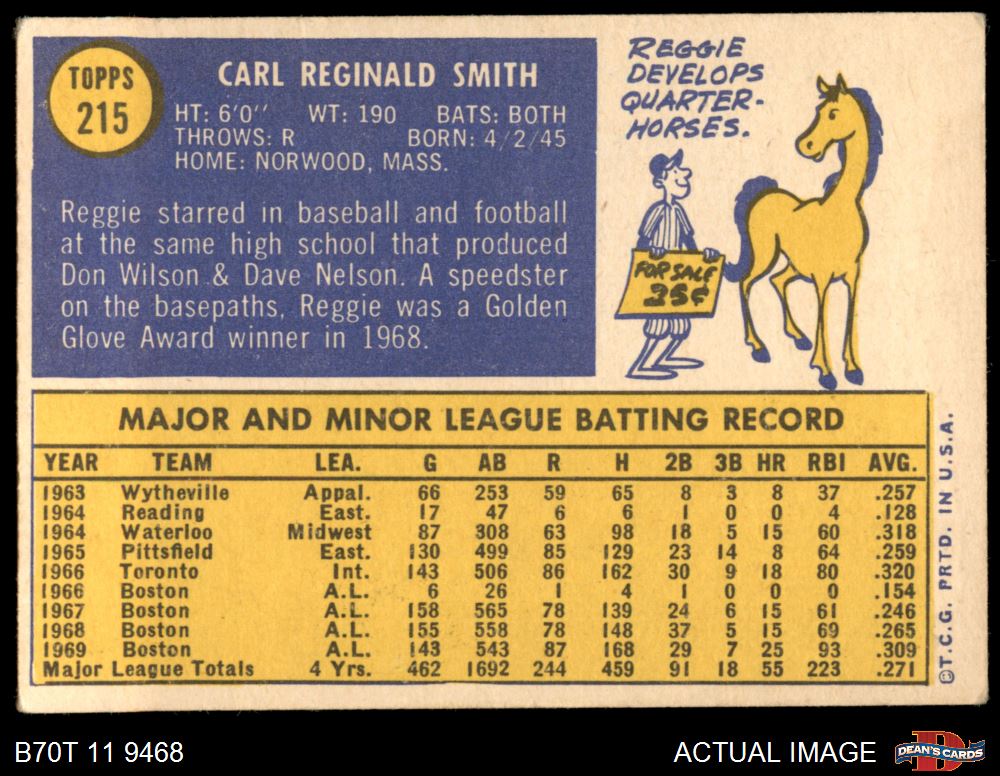 TOPPS
215
CARL REGINALD SMITH
HT: 6'0" WT: 190 BATS: BOTH
THROWS: R BORN: 4/2/45
HOME: NORWOOD, MASS.
Reggie starred in baseball and football
at the same high school that produced
Don Wilson & Dave Nelson. A speedster
on the basepaths, Reggie was a Golden
Glove Award winner in 1968.
REGGIE
DEVELOPS
QUARTER-
HORSES.
FOR SALE
25¢
MAJOR AND MINOR LEAGUE BATTING RECORD
YEAR TEAM LEA. G AB R H 2B 3B HR RBI AVG.
1963 Wytheville Appal. 66 253 59 65 8 3 8 37 .257
1964 Reading East. 17 47 6 6 1 0 0 4 .128
1964 Waterloo Midwest 87 308 63 98 18 5 15 60 .318
1965 Pittsfield East. 130 499 85 129 23 14 8 64 .259
1966 Toronto Int. 143 506 86 162 30 9 18 80 .320
1966 Boston A.L. 6 26 1 4 1 0 0 0 .154
1967 Boston A.L. 158 565 78 139 24 6 15 61 .246
1968 Boston A.L. 155 558 78 148 37 5 15 69 .265
1969 Boston A.L. 143 543 87 168 29 7 25 93 .309
Major League Totals 4 Yrs. 462 1692 244 459 91 18 55 223 .271
©T.C.G. PRTD. IN U.S.A.
B70T 11 9468
ACTUAL IMAGE
DEAN'S CARDS